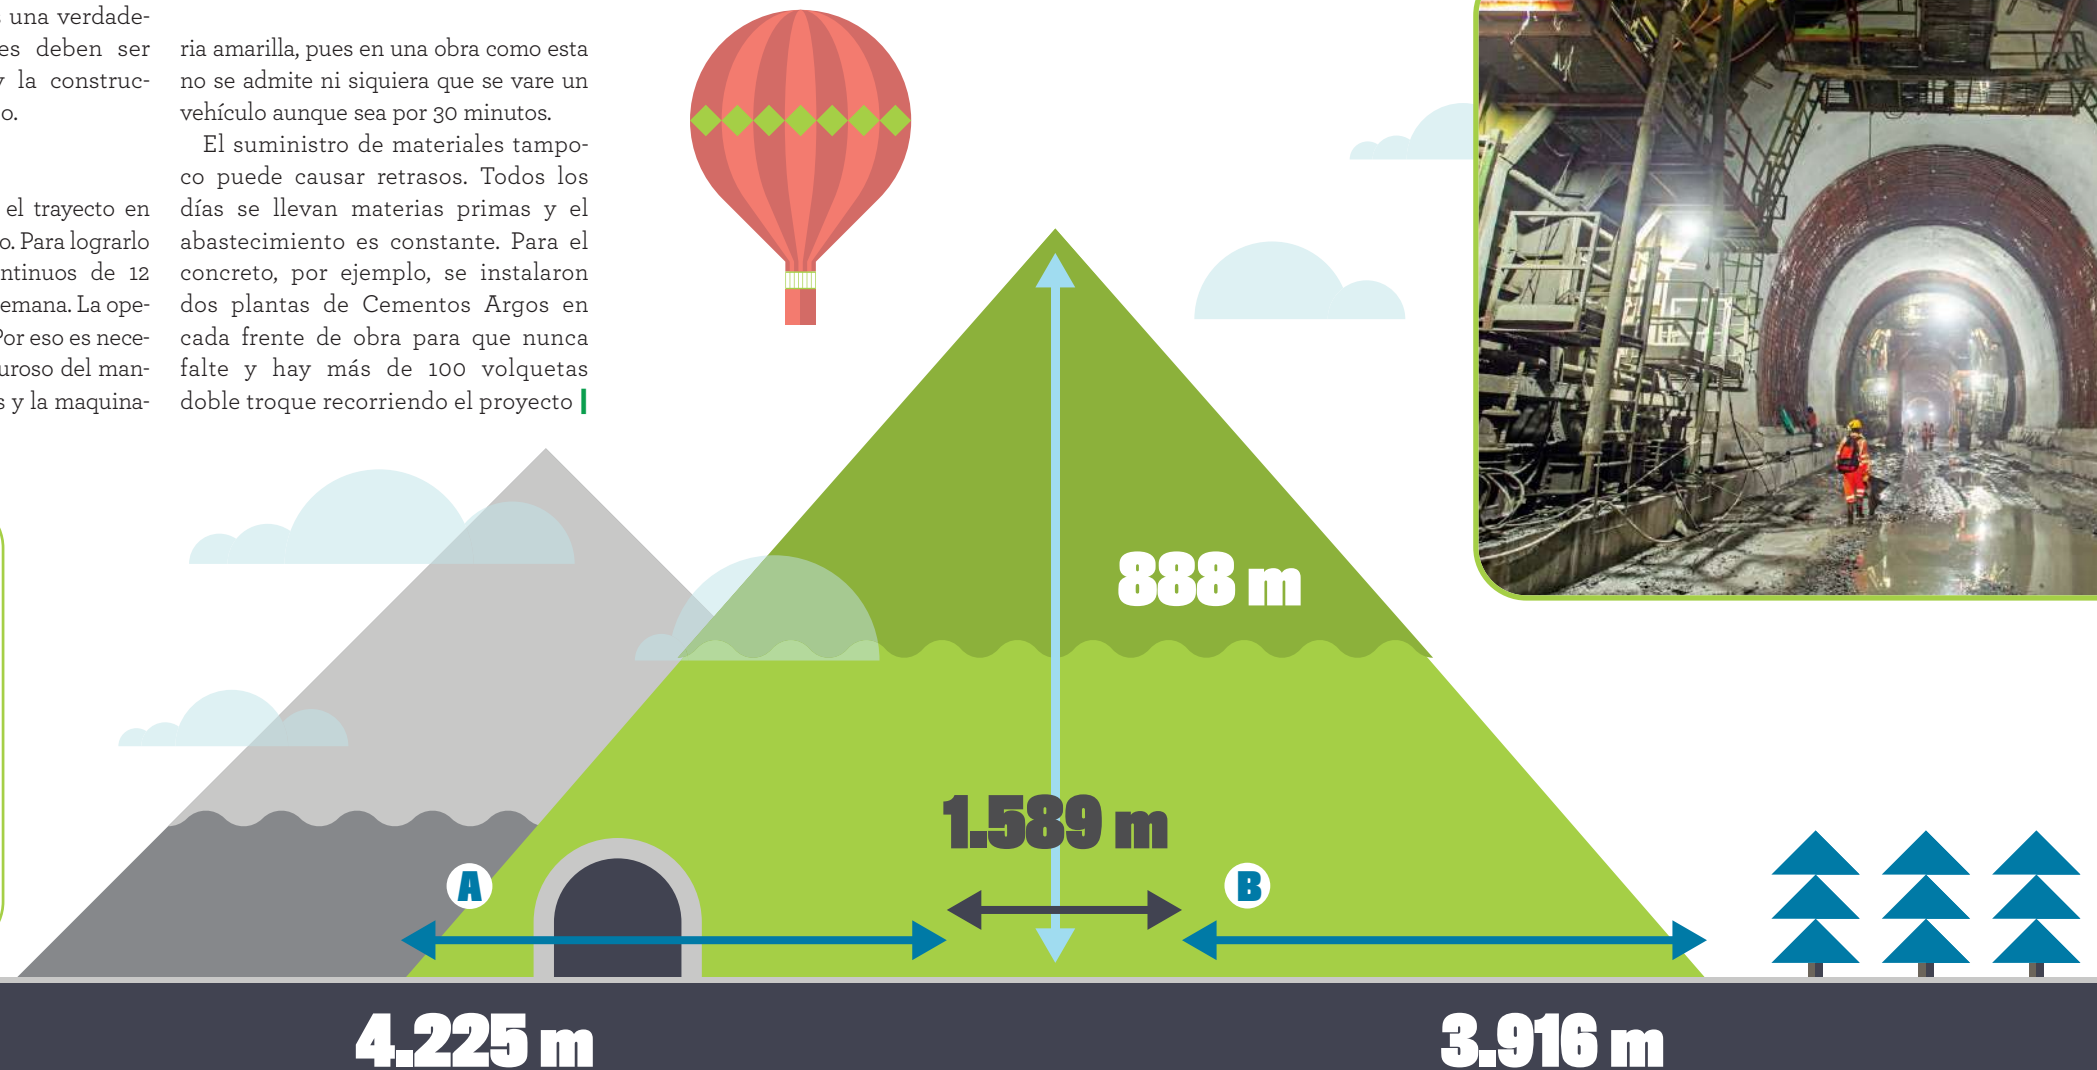 una verdade-
es deben ser
y la construc-
o.
el trayecto en
o. Para lograrlo
ntinuos de 12
emana. La ope-
Por eso es nece-
uroso del man-
s y la maquina-
ria amarilla, pues en una obra como esta
no se admite ni siquiera que se vare un
vehículo aunque sea por 30 minutos.
El suministro de materiales tampo-
co puede causar retrasos. Todos los
días se llevan materias primas y el
abastecimiento es constante. Para el
concreto, por ejemplo, se instalaron
dos plantas de Cementos Argos en
cada frente de obra para que nunca
falte y hay más de 100 volquetas
doble troque recorriendo el proyecto
888 m
1.589 m
A
B
4.225 m
3.916 m